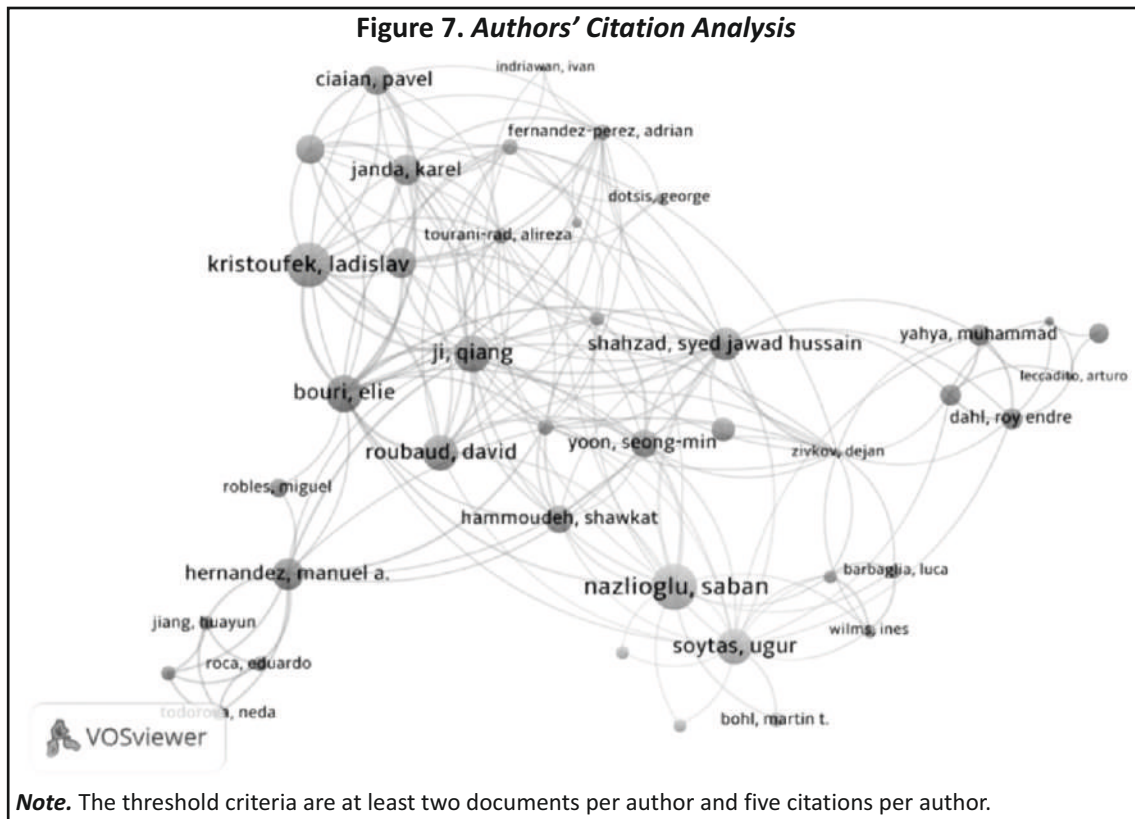 Figure 7. Authors' Citation Analysis
indriawan, ivan
ciaian, pavel
fernandez-perez, adrian
janda, karel
dotsis, george
tourani-rad, alireza
kristoufek, ladislav
yahya, muhammad
shahzad, syed jawad hussain
ji, qiang
leccadito, arturo
bouri, elie
dahl, roy endre
yoon, seong-min
roubaud, david
zivkov, dejan
robles, miguel
hammoudeh, shawkat
hernandez, manuel a.
barbaglia, luca
nazlioglu, saban
jiang, huayun
wilms, ines
soytas, ugur
roca, eduardo
todorova, neda
bohl, martin t.
VOSviewer
Note. The threshold criteria are at least two documents per author and five citations per author.